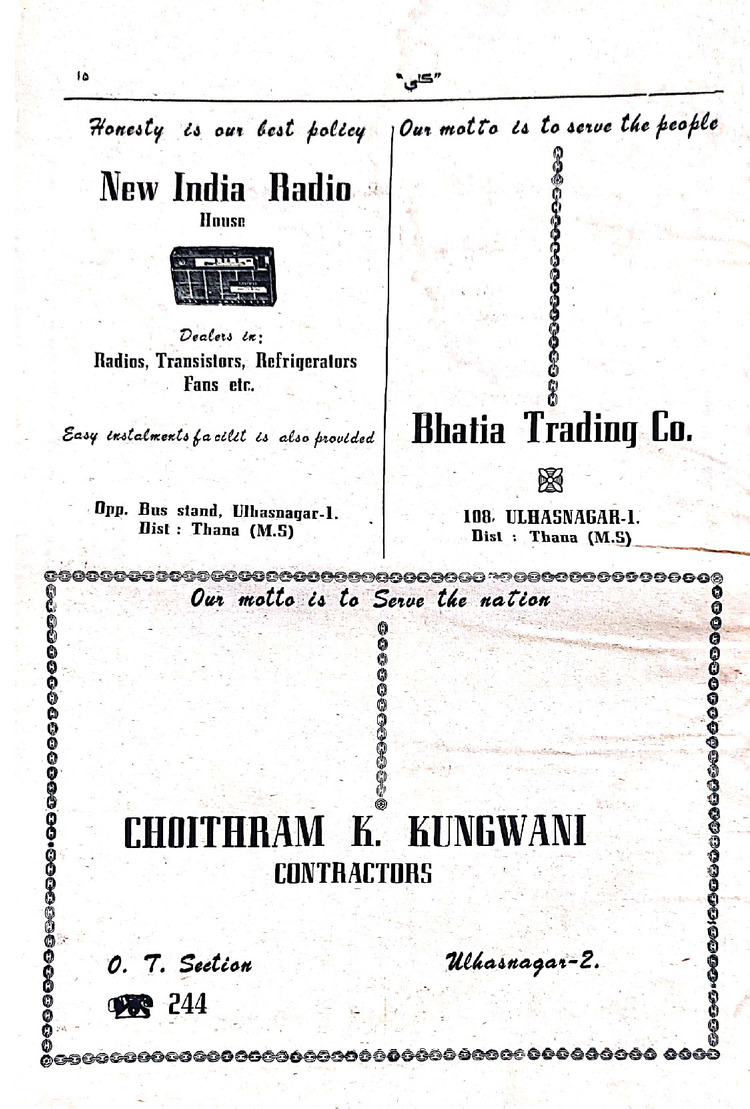 ۱۵
”ڪلي“
Honesty is our best policy
New India Radio
House
Dealers in:
Radios, Transistors, Refrigerators
Fans etc.
Easy instalments facilit is also provided
Opp. Bus stand, Ulhasnagar-1.
Dist : Thana (M.S)
Our motto is to serve the people
Bhatia Trading Co.
108, ULHASNAGAR-1.
Dist : Thana (M.S)
Our motto is to Serve the nation
CHOITHRAM K. KUNGWANI
CONTRACTORS
O. T. Section
Ulhasnagar-2.
244